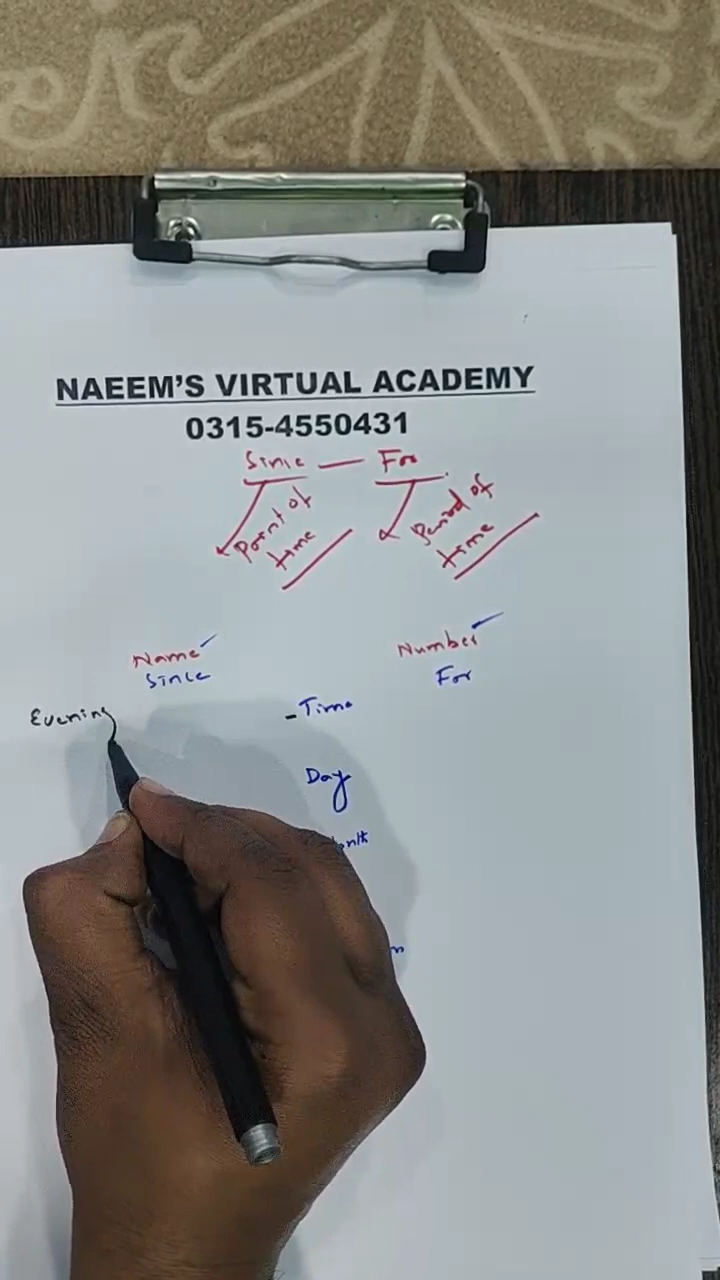 NAEEM'S VIRTUAL ACADEMY
0315-4550431
Since — For
Point of
time
Period of
time
Name ✓ Number ✓
Since For
Evening - Time
Day